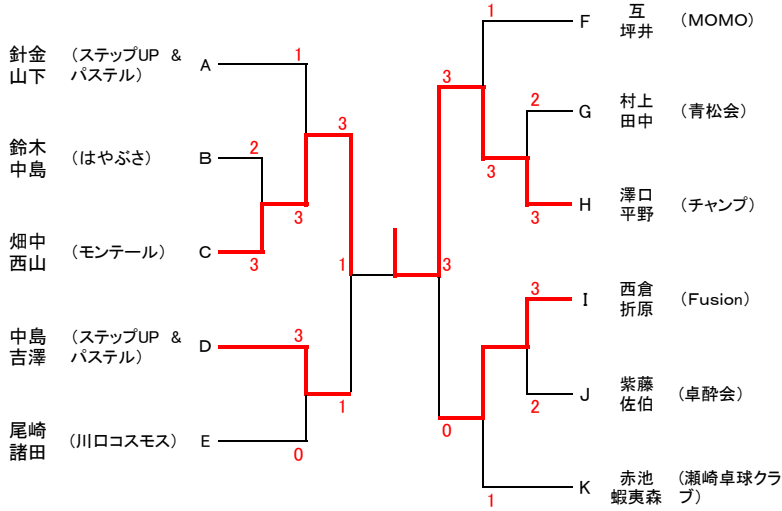 針金 (ステップUP &
山下 パステル) A
1
鈴木
中島 (はやぶさ) B
2
3
3
畑中
西山 (モンテール) C
3
1
中島 (ステップUP &
吉澤 パステル) D
3
1
尾崎
諸田 (川口コスモス) E
0
1
F 互
坪井 (MOMO)
3
2
G 村上
田中 (青松会)
3
H 澤口
平野 (チャンプ)
3
3
3
I 西倉
折原 (Fusion)
J 紫藤
佐伯 (卓酔会)
2
0
K 赤池 (瀬崎卓球クラ
蝦夷森 ブ)
1